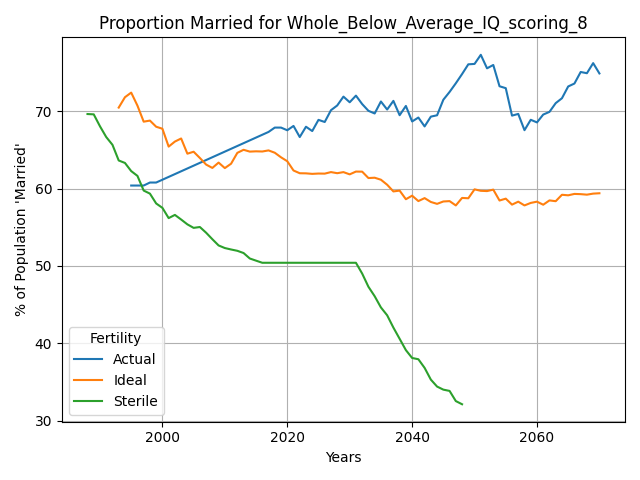 Proportion Married for Whole_Below_Average_IQ_scoring_8
% of Population 'Married'
70
60
50
40
30
Fertility
Actual
Ideal
Sterile
2000 2020 2040 2060
Years